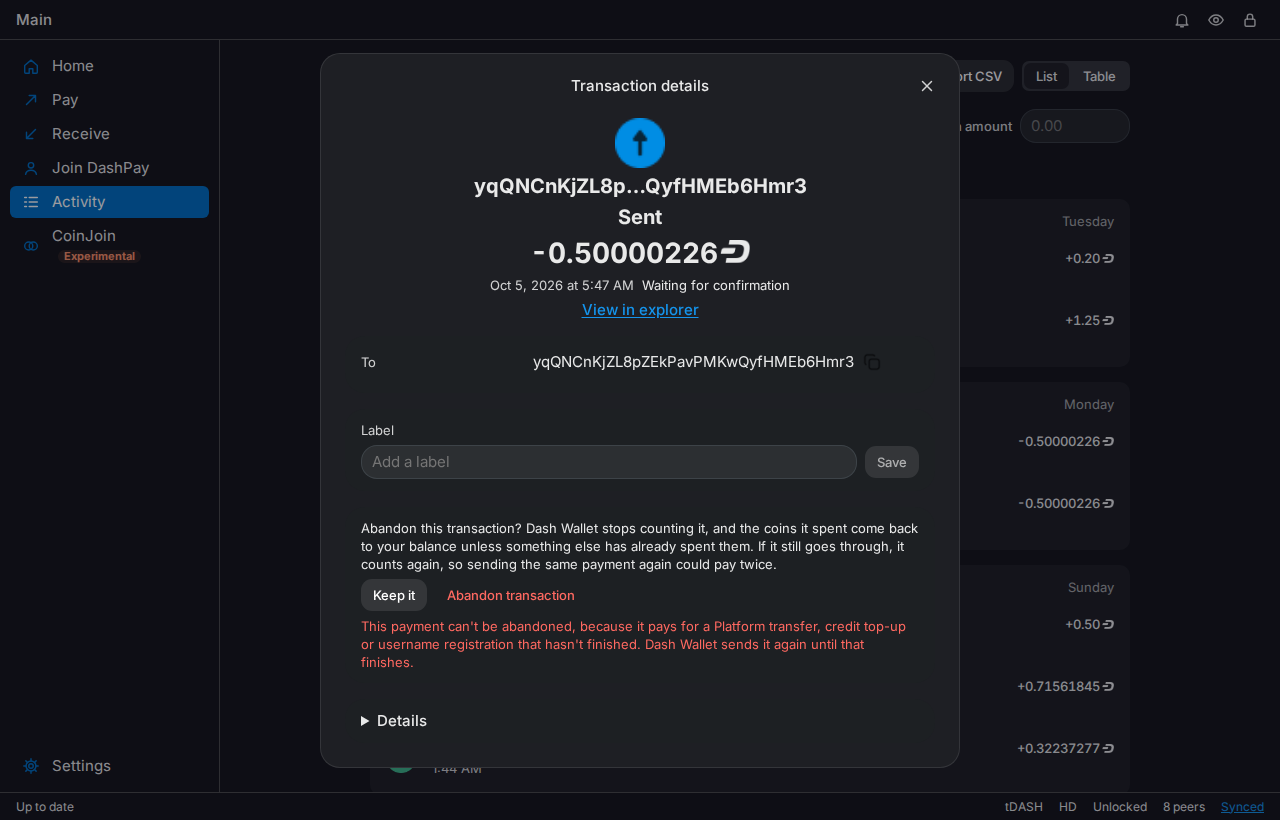 Main
Home
Pay
Receive
Join DashPay
Activity
CoinJoin
Experimental
Settings
ort CSV
List
Table
amount
0.00
Tuesday
+0.20
+1.25
Monday
-0.50000226
-0.50000226
Sunday
+0.50
+0.71561845
+0.32237277
1:44 AM
Transaction details
yqQNCnKjZL8p...QyfHMEb6Hmr3
Sent
-0.50000226
Oct 5, 2026 at 5:47 AM Waiting for confirmation
View in explorer
To yqQNCnKjZL8pZEkPavPMKwQyfHMEb6Hmr3
Label
Add a label
Save
Abandon this transaction? Dash Wallet stops counting it, and the coins it spent come back
to your balance unless something else has already spent them. If it still goes through, it
counts again, so sending the same payment again could pay twice.
Keep it Abandon transaction
This payment can't be abandoned, because it pays for a Platform transfer, credit top-up
or username registration that hasn't finished. Dash Wallet sends it again until that
finishes.
Details
Up to date
tDASH HD Unlocked 8 peers Synced